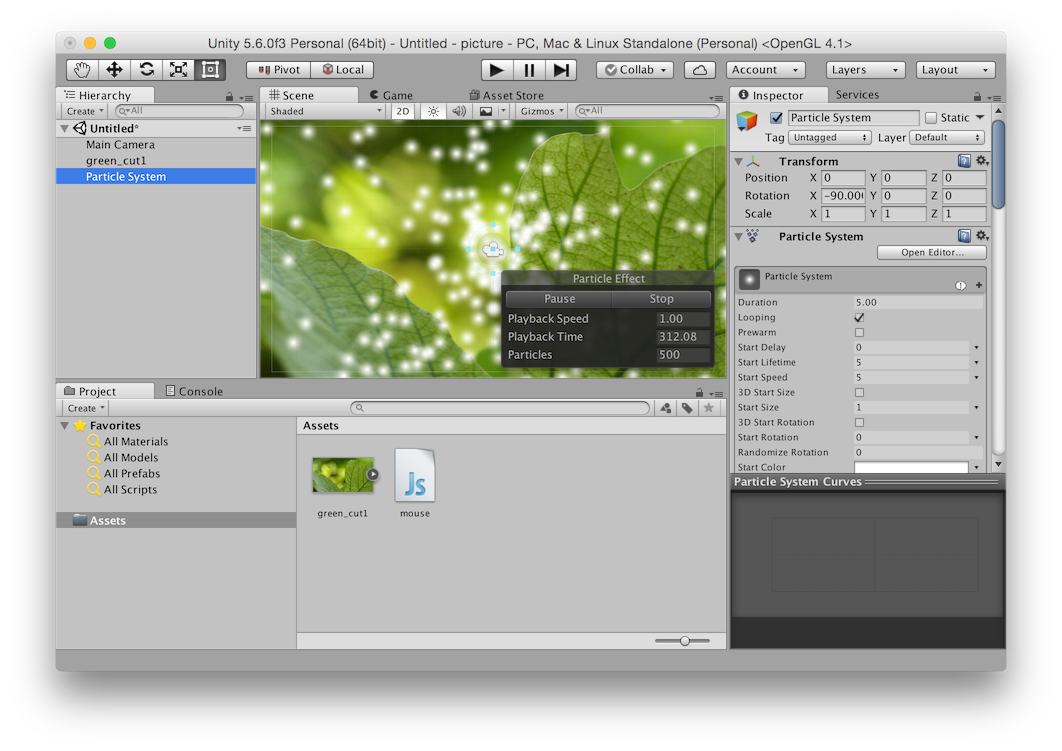 Unity 5.6.0f3 Personal (64bit) - Untitled - picture - PC, Mac & Linux Standalone (Personal) <OpenGL 4.1>
Pivot Local Collab Account Layers Layout
Hierarchy
Create All
Untitled*
Main Camera
green_cut1
Particle System
Scene Game Asset Store
Shaded 2D Gizmos All
Particle Effect
Pause Stop
Playback Speed 1.00
Playback Time 312.08
Particles 500
Inspector Services
Particle System Static
Tag Untagged Layer Default
Transform
Position X 0 Y 0 Z 0
Rotation X -90.00 Y 0 Z 0
Scale X 1 Y 1 Z 1
Particle System
Open Editor...
Particle System
Duration 5.00
Looping
Prewarm
Start Delay 0
Start Lifetime 5
Start Speed 5
3D Start Size
Start Size 1
3D Start Rotation
Start Rotation 0
Randomize Rotation 0
Start Color
Particle System Curves
Project Console
Create
Favorites
All Materials
All Models
All Prefabs
All Scripts
Assets
Assets
Js
green_cut1 mouse